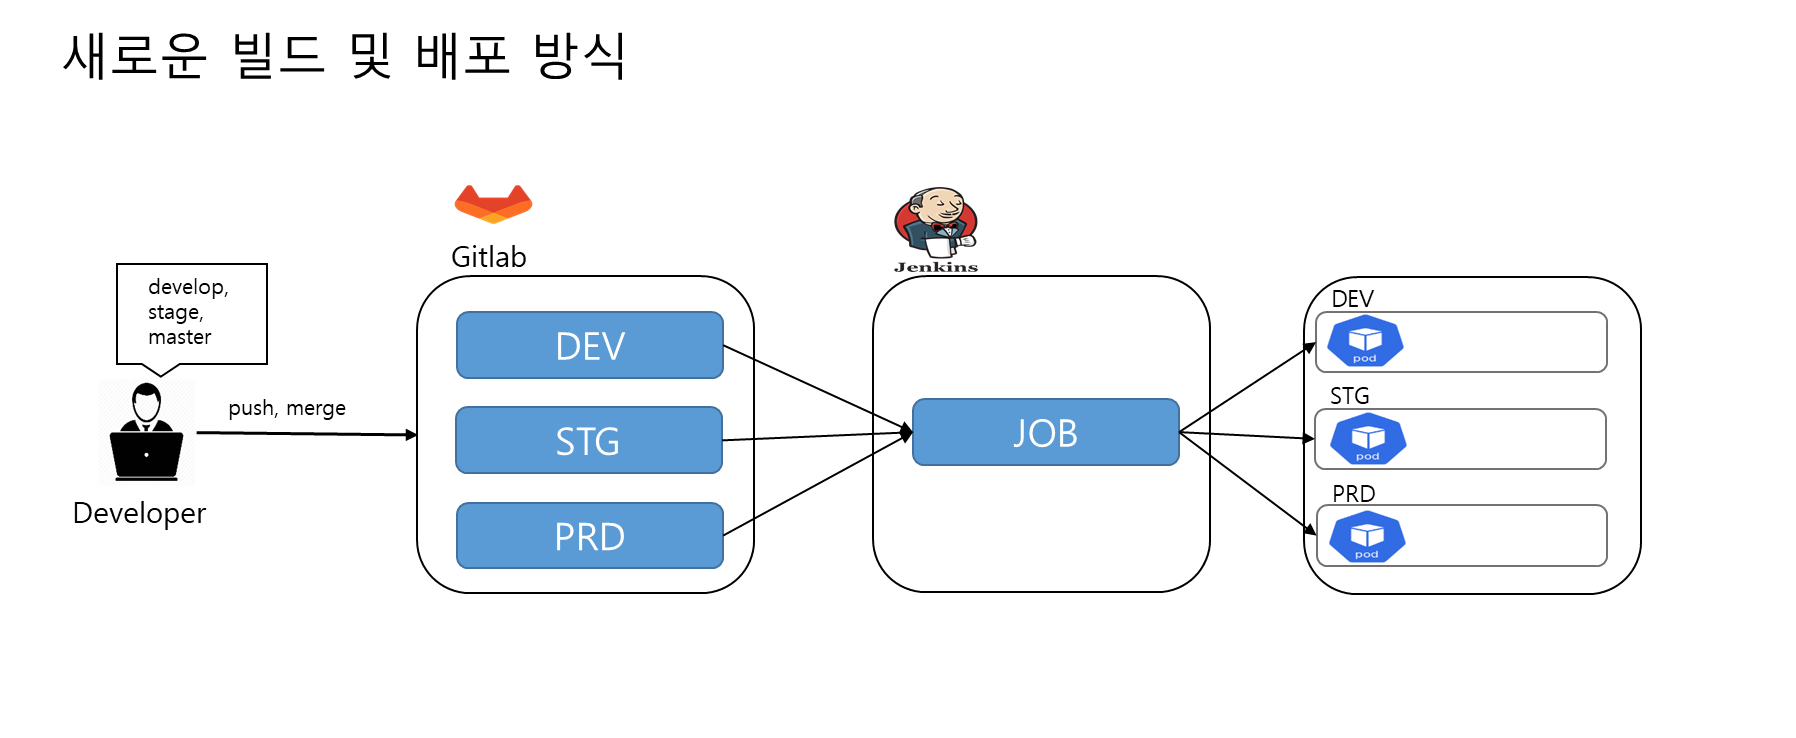 새로운 빌드 및 배포 방식
Gitlab
Jenkins
develop,
stage,
master
push, merge
Developer
DEV
STG
PRD
JOB
DEV
pod
STG
pod
PRD
pod